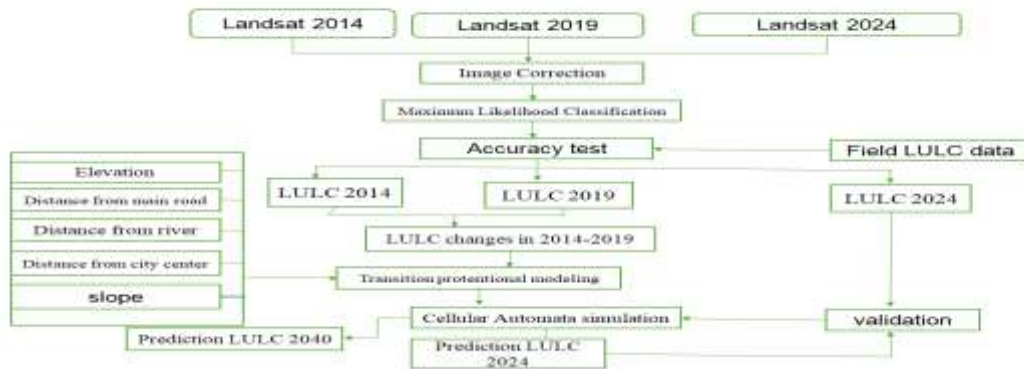 Landsat 2014
Landsat 2019
Landsat 2024
Image Correction
Maximum Likelihood Classification
Accuracy test
Field LULC data
Elevation
Distance from main road
Distance from river
Distance from city center
slope
LULC 2014
LULC 2019
LULC 2024
LULC changes in 2014-2019
Transition protentional modeling
Cellular Automata simulation
validation
Prediction LULC 2040
Prediction LULC
2024